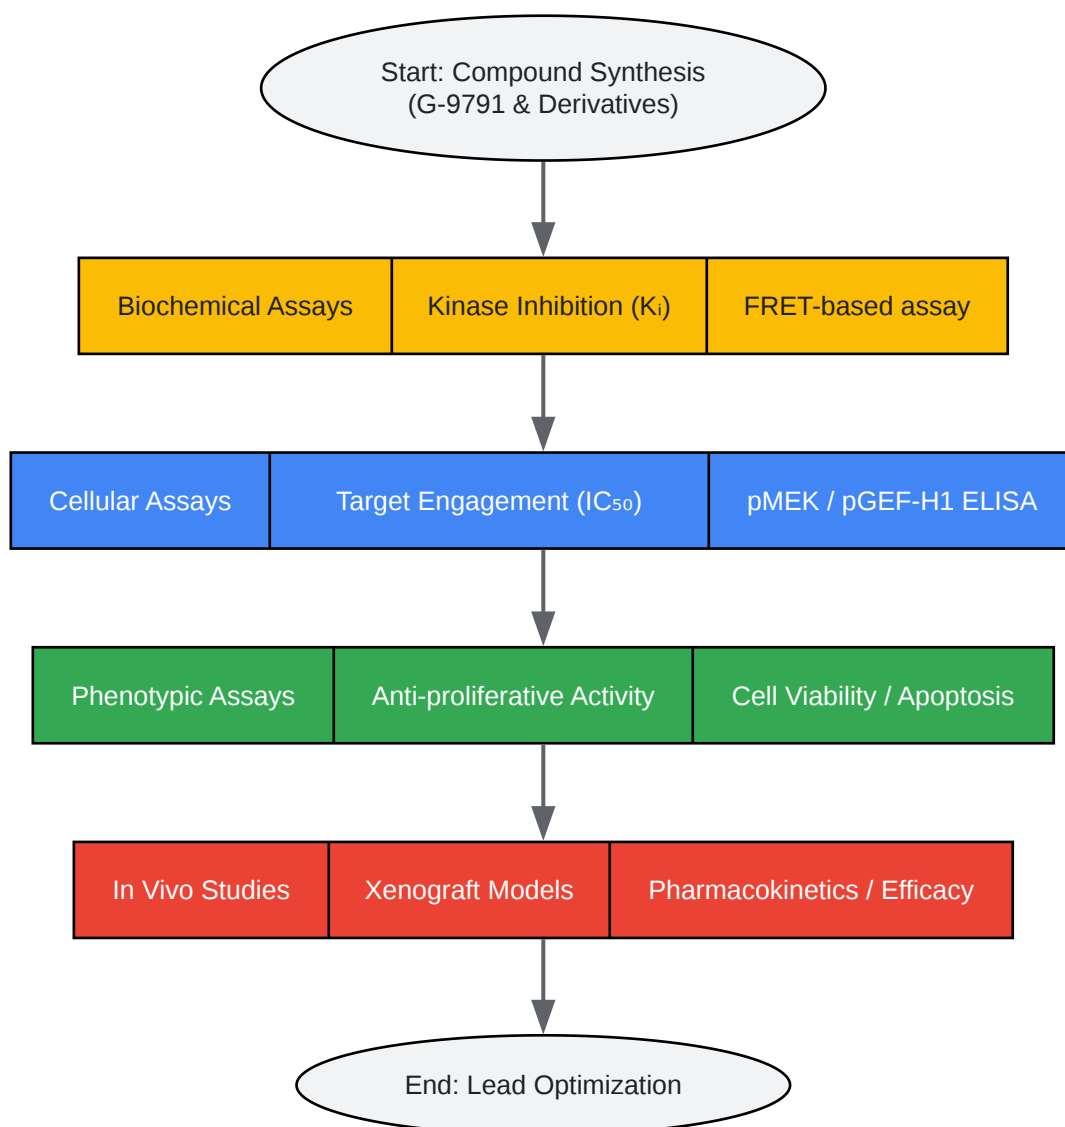 Start: Compound Synthesis
(G-9791 & Derivatives)
Biochemical Assays
Kinase Inhibition (Kᵢ)
FRET-based assay
Cellular Assays
Target Engagement (IC₅₀)
pMEK / pGEF-H1 ELISA
Phenotypic Assays
Anti-proliferative Activity
Cell Viability / Apoptosis
In Vivo Studies
Xenograft Models
Pharmacokinetics / Efficacy
End: Lead Optimization